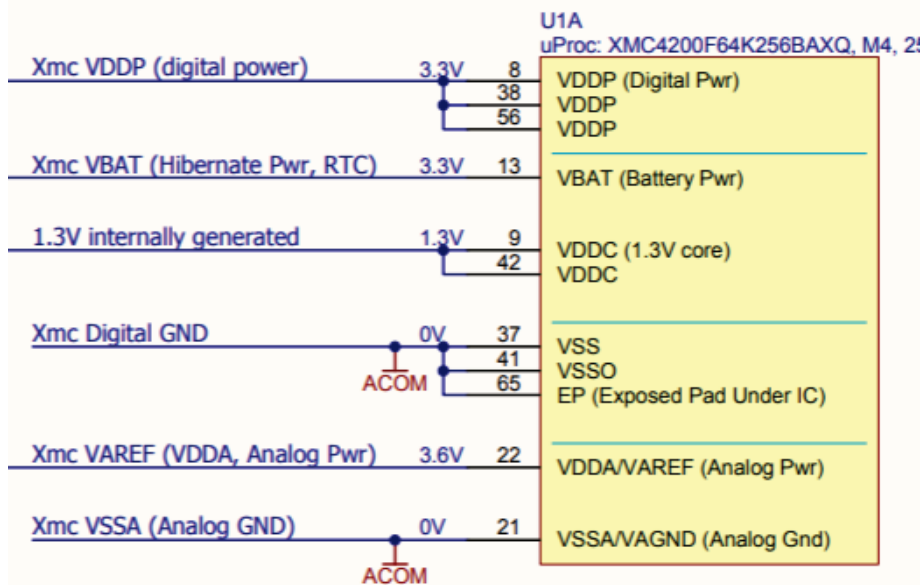 U1A
uProc: XMC4200F64K256BAXQ, M4, 25
Xmc VDDP (digital power) 3.3V 8 VDDP (Digital Pwr)
38 VDDP
56 VDDP
Xmc VBAT (Hibernate Pwr, RTC) 3.3V 13 VBAT (Battery Pwr)
1.3V internally generated 1.3V 9 VDDC (1.3V core)
42 VDDC
Xmc Digital GND 0V 37 VSS
41 VSSO
ACOM 65 EP (Exposed Pad Under IC)
Xmc VAREF (VDDA, Analog Pwr) 3.6V 22 VDDA/VAREF (Analog Pwr)
Xmc VSSA (Analog GND) 0V 21 VSSA/VAGND (Analog Gnd)
ACOM